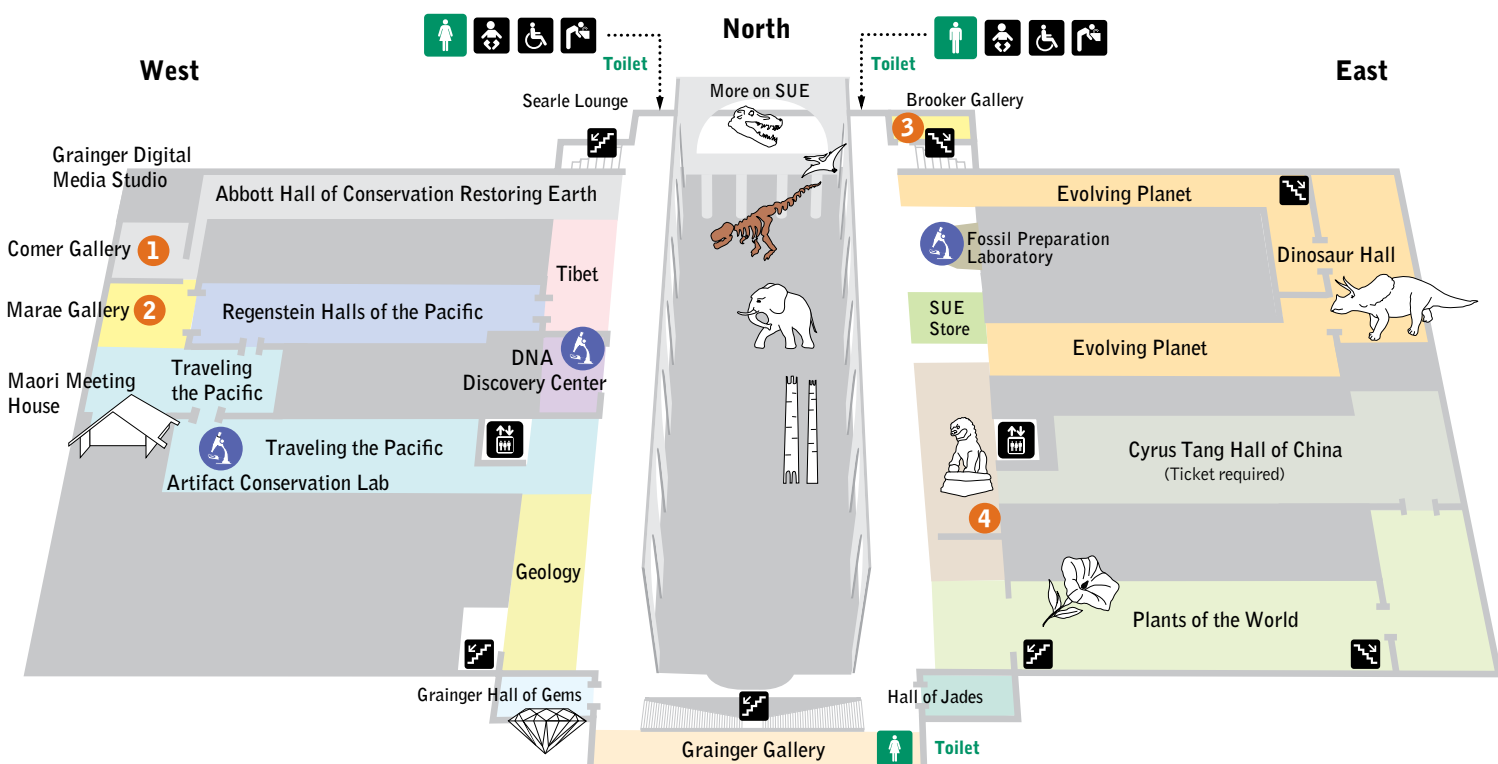 North
West
East
Toilet
Toilet
More on SUE
Searle Lounge
Brooker Gallery
3
Grainger Digital
Media Studio
Abbott Hall of Conservation Restoring Earth
Evolving Planet
Comer Gallery 1
Tibet
Fossil Preparation
Laboratory
Dinosaur Hall
Marae Gallery 2
Regenstein Halls of the Pacific
SUE
Store
Evolving Planet
DNA
Discovery Center
Traveling
the Pacific
Maori Meeting
House
Traveling the Pacific
Artifact Conservation Lab
Cyrus Tang Hall of China
(Ticket required)
4
Geology
Plants of the World
Grainger Hall of Gems
Hall of Jades
Grainger Gallery
Toilet